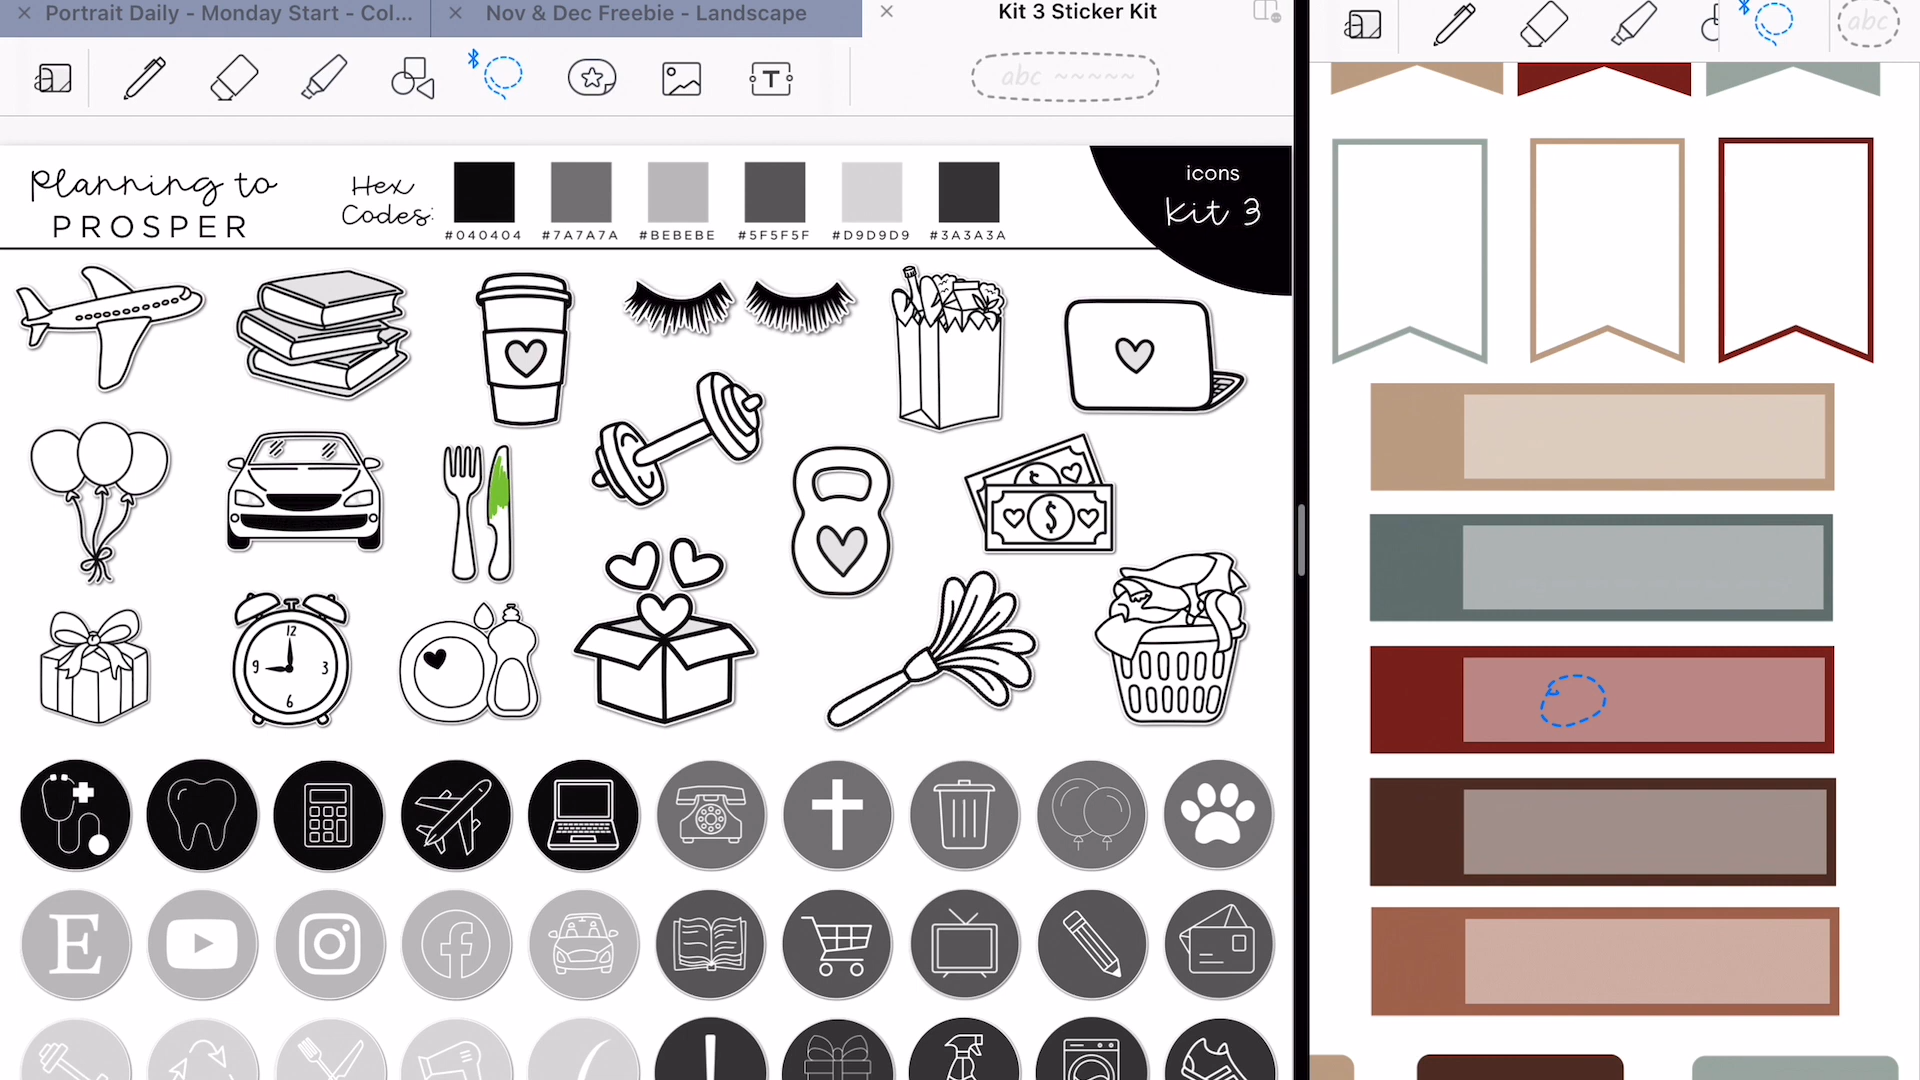 Portrait Daily - Monday Start - Col...
Nov & Dec Freebie - Landscape
Kit 3 Sticker Kit
abc
abc
T
Planning to
PROSPER
Hex
Codes:
#040404
#7A7A7A
#BEBEBE
#5F5F5F
#D9D9D9
#3A3A3A
icons
Kit 3
$
$
12
9
3
6
E
f